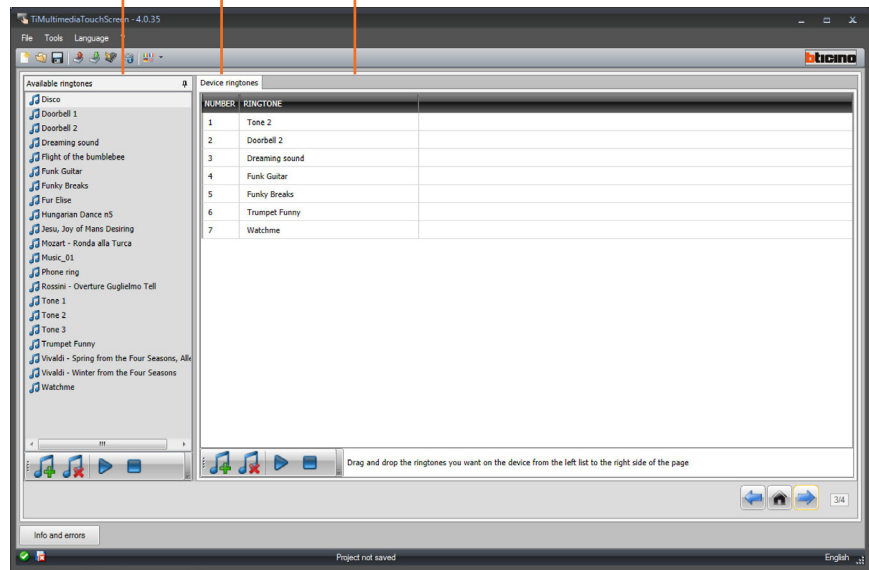 TiMultimediaTouchScreen - 4.0.35
File Tools Language ?
bticino
Available ringtones
Disco
Doorbell 1
Doorbell 2
Dreaming sound
Flight of the bumblebee
Funk Guitar
Funky Breaks
Fur Elise
Hungarian Dance n5
Jesu, Joy of Mans Desiring
Mozart - Ronda alla Turca
Music_01
Phone ring
Rossini - Overture Guglielmo Tell
Tone 1
Tone 2
Tone 3
Trumpet Funny
Vivaldi - Spring from the Four Seasons, Alle
Vivaldi - Winter from the Four Seasons
Watchme
Device ringtones
NUMBER RINGTONE
1 Tone 2
2 Doorbell 2
3 Dreaming sound
4 Funk Guitar
5 Funky Breaks
6 Trumpet Funny
7 Watchme
Drag and drop the ringtones you want on the device from the left list to the right side of the page
3/4
Info and errors
Project not saved
English